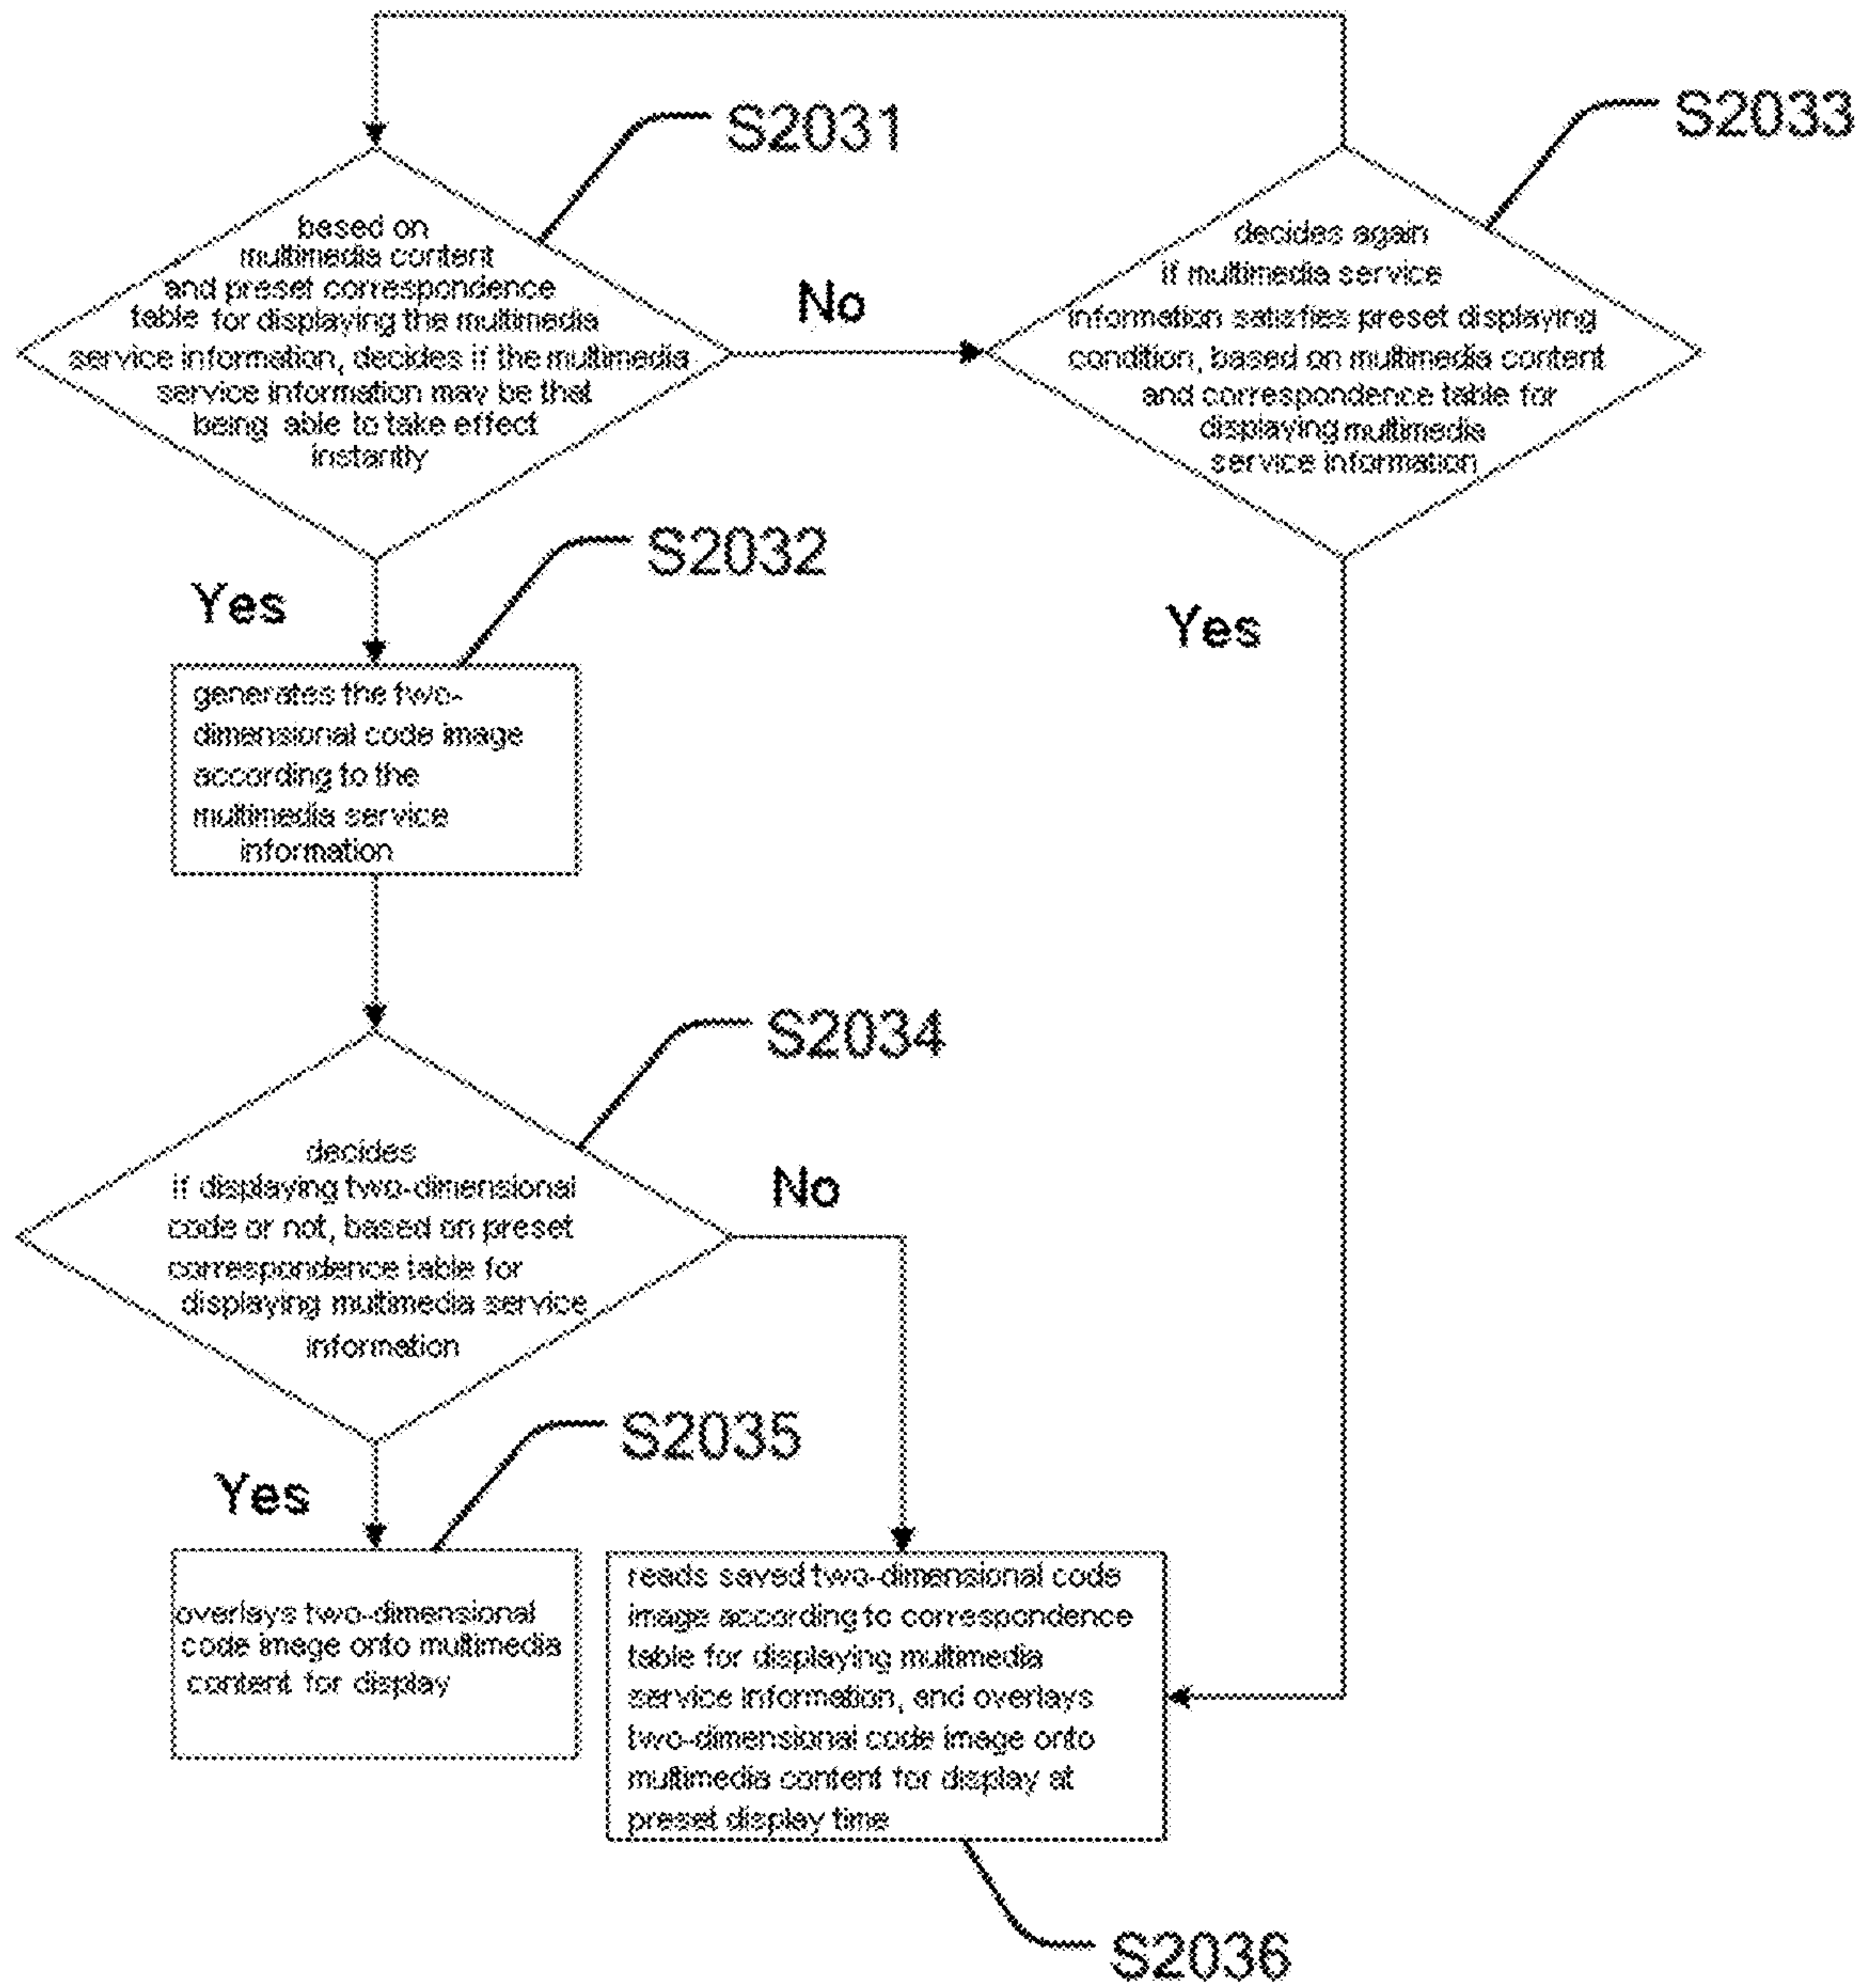 S2031
S2033
based on
multimedia content
and preset correspondence
table for displaying the multimedia
service information, decides if the multimedia
service information may be that
being able to take effect
instantly
No
decides again
if multimedia service
information satisfies preset displaying
condition, based on multimedia content
and correspondence table for
displaying multimedia
service information
S2032
Yes
Yes
generates the two-
dimensional code image
according to the
multimedia service
information
S2034
decides
if displaying two-dimensional
code or not, based on preset
correspondence table for
displaying multimedia service
information
No
S2035
Yes
overlays two-dimensional
code image onto multimedia
content for display
reads saved two-dimensional code
image according to correspondence
table for displaying multimedia
service information, and overlays
two-dimensional code image onto
multimedia content for display at
preset display time
S2036